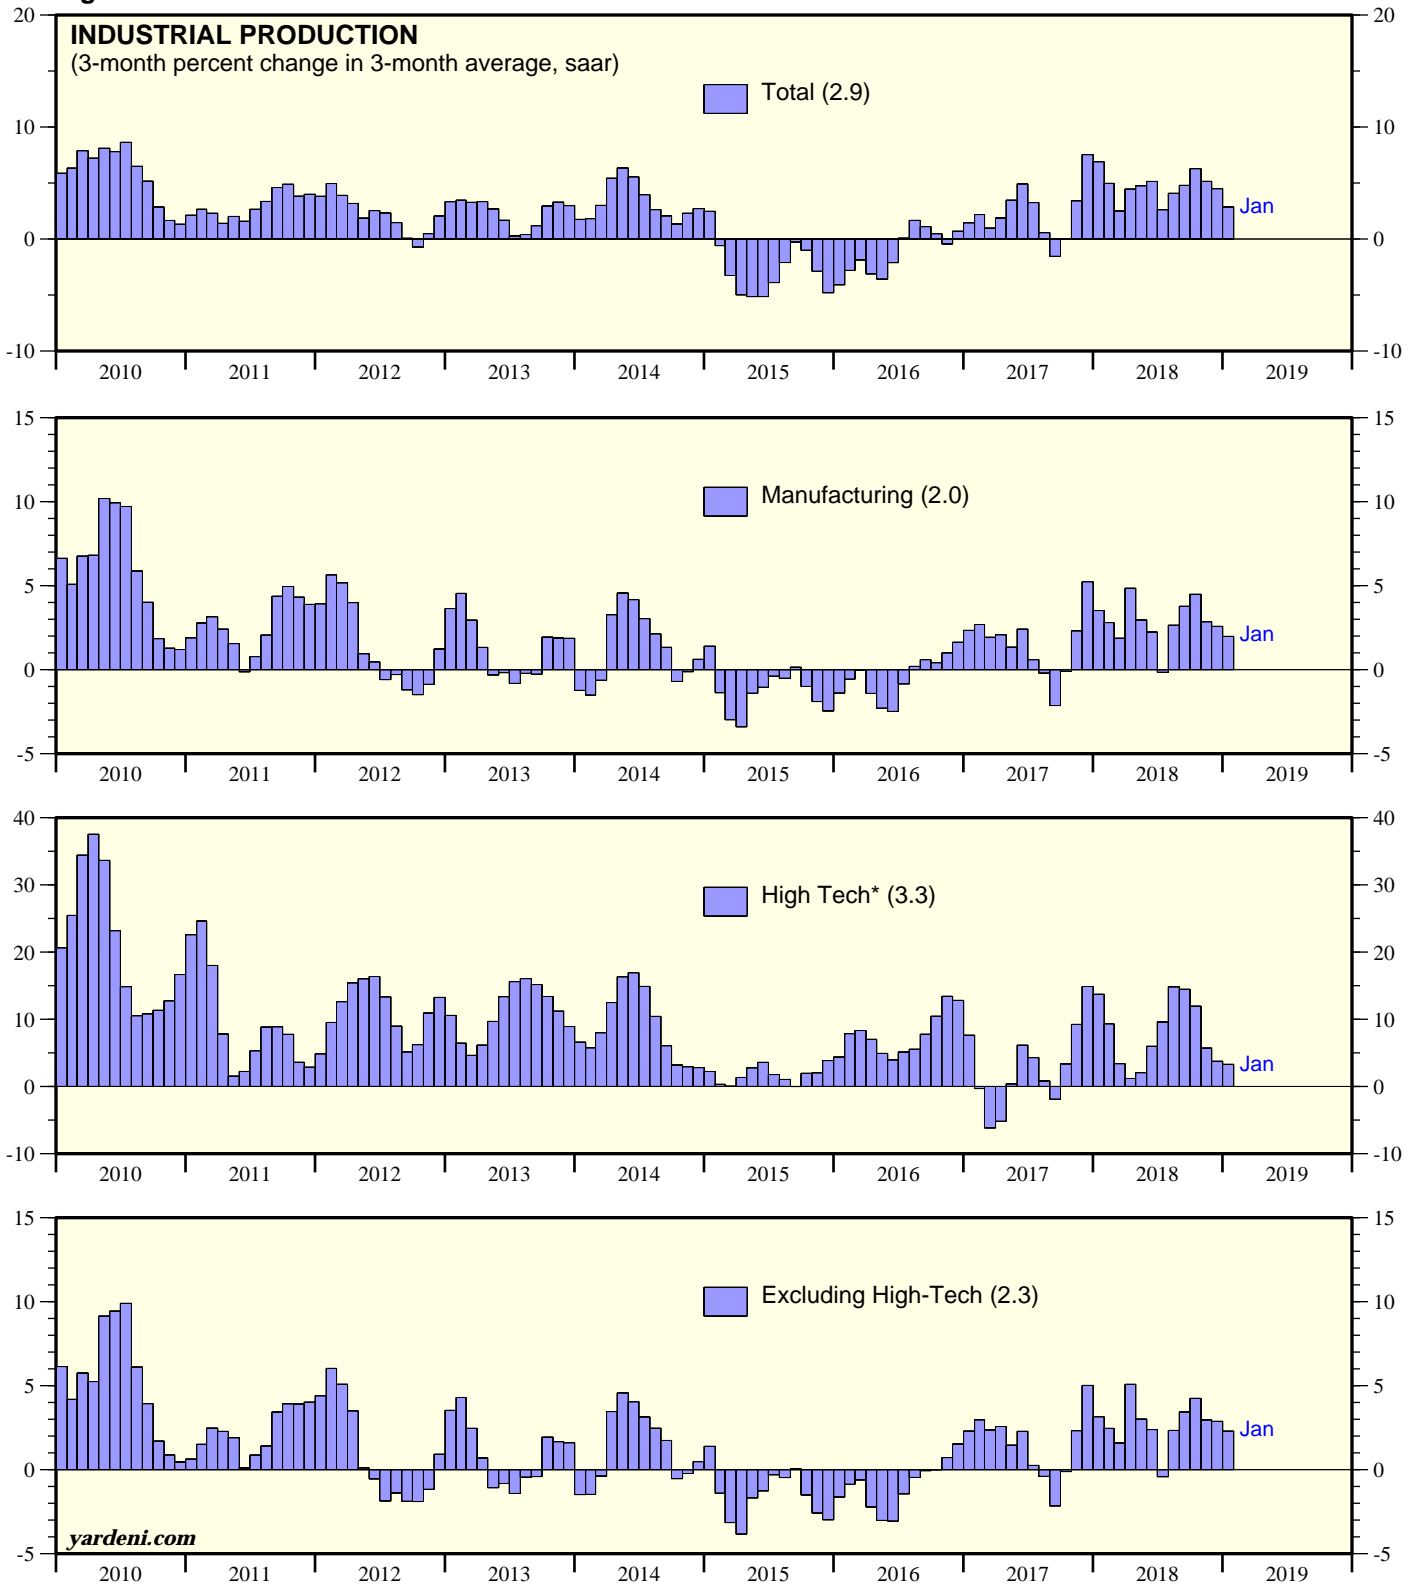 INDUSTRIAL PRODUCTION
(3-month percent change in 3-month average, saar)
Total (2.9)
20 20
10 10
0 0
-10 -10
Jan
2010 2011 2012 2013 2014 2015 2016 2017 2018 2019
Manufacturing (2.0)
15 15
10 10
5 5
0 0
-5 -5
Jan
2010 2011 2012 2013 2014 2015 2016 2017 2018 2019
High Tech* (3.3)
40 40
30 30
20 20
10 10
0 0
-10 -10
Jan
2010 2011 2012 2013 2014 2015 2016 2017 2018 2019
Excluding High-Tech (2.3)
15 15
10 10
5 5
0 0
-5 -5
Jan
yardeni.com
2010 2011 2012 2013 2014 2015 2016 2017 2018 2019